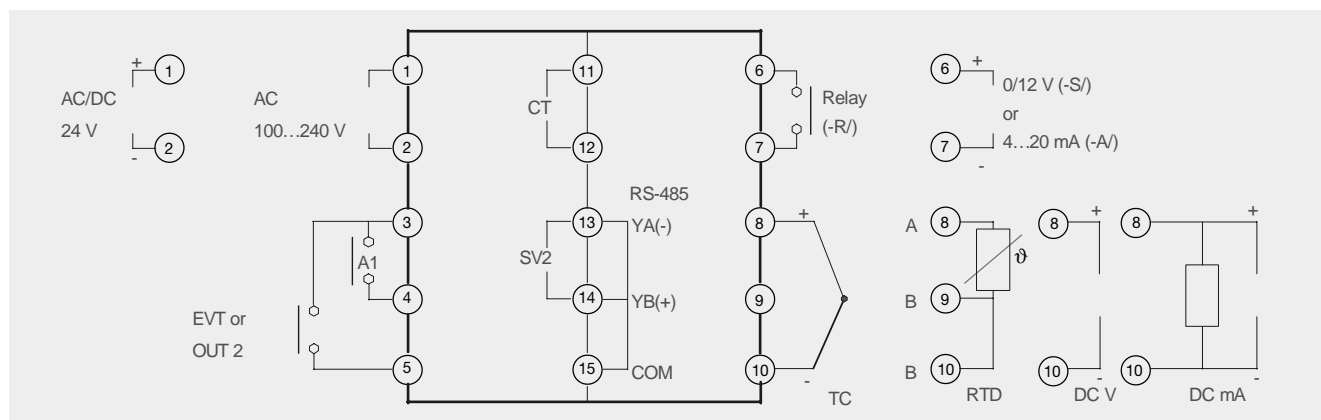 +
1
AC/DC
24 V
-
2
1
AC
100…240 V
2
3
A1
4
EVT or
OUT 2
5
11
CT
12
RS-485
13
YA(-)
SV2
14
YB(+)
15
COM
6
Relay
(-R/)
7
8
+
9
10
-
TC
6
+
0/12 V (-S/)
or
4…20 mA (-A/)
7
-
A
8
ϑ
B
9
B
10
RTD
8
+
10
-
DC V
8
+
10
-
DC mA